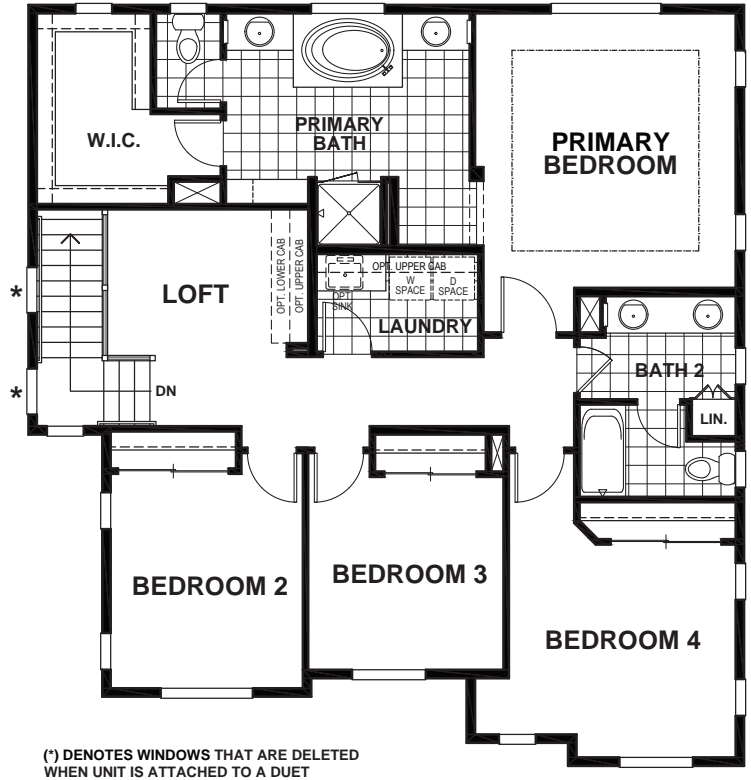 W.I.C.
PRIMARY
BATH
PRIMARY
BEDROOM
LOFT
OPT. LOWER CAB
OPT. UPPER CAB
OPT. UPPER CAB
OPT.
SINK
W
SPACE
D
SPACE
LAUNDRY
*
*
DN
BATH 2
LIN.
BEDROOM 2
BEDROOM 3
BEDROOM 4
(*) DENOTES WINDOWS THAT ARE DELETED
WHEN UNIT IS ATTACHED TO A DUET